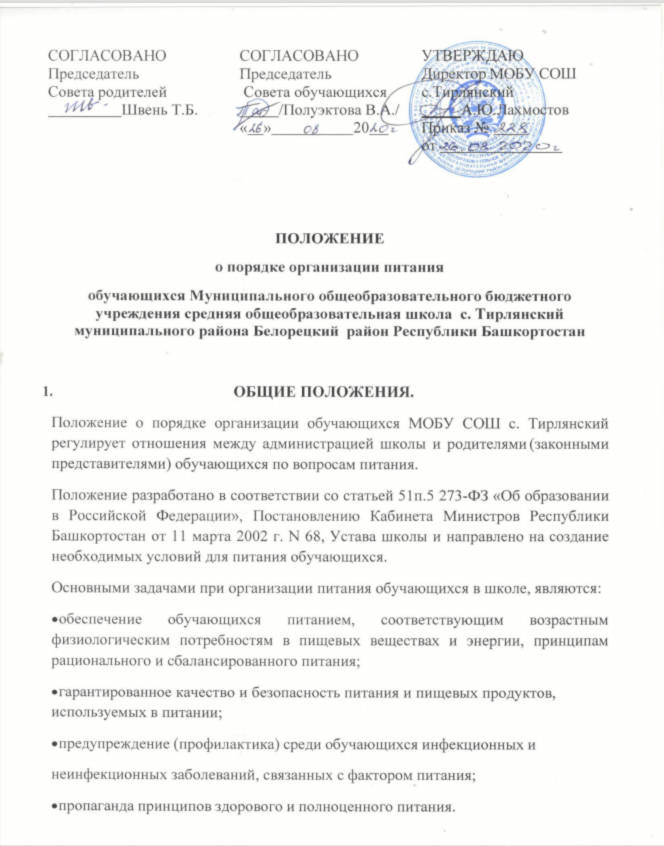 СОГЛАСОВАНО
Председатель
Совета родителей
_________Швень Т.Б.
СОГЛАСОВАНО
Председатель
Совета обучающихся
_____/Полуэктова В.А./
«26»__08__2020г
УТВЕРЖДАЮ
Директор МОБУ СОШ
с.Тирлянский
_____А.Ю.Лахмостов
Приказ № 228
от 26.08.2020г
ПОЛОЖЕНИЕ
о порядке организации питания
обучающихся Муниципального общеобразовательного бюджетного
учреждения средняя общеобразовательная школа с. Тирлянский
муниципального района Белорецкий район Республики Башкортостан
1. ОБЩИЕ ПОЛОЖЕНИЯ.
Положение о порядке организации обучающихся МОБУ СОШ с. Тирлянский
регулирует отношения между администрацией школы и родителями (законными
представителями) обучающихся по вопросам питания.
Положение разработано в соответствии со статьей 51п.5 273-ФЗ «Об образовании
в Российской Федерации», Постановлению Кабинета Министров Республики
Башкортостан от 11 марта 2002 г. N 68, Устава школы и направлено на создание
необходимых условий для питания обучающихся.
Основными задачами при организации питания обучающихся в школе, являются:
•обеспечение обучающихся питанием, соответствующим возрастным
физиологическим потребностям в пищевых веществах и энергии, принципам
рационального и сбалансированного питания;
•гарантированное качество и безопасность питания и пищевых продуктов,
используемых в питании;
•предупреждение (профилактика) среди обучающихся инфекционных и
неинфекционных заболеваний, связанных с фактором питания;
•пропаганда принципов здорового и полноценного питания.